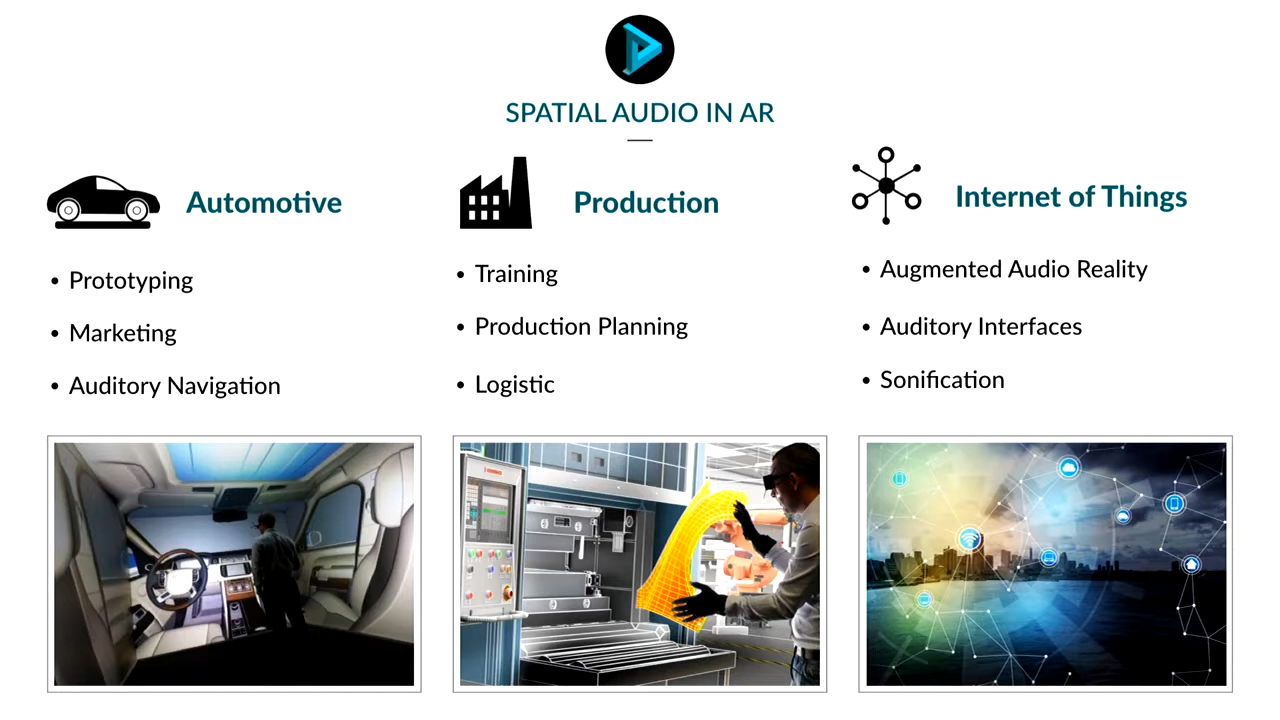 SPATIAL AUDIO IN AR
Automotive
• Prototyping
• Marketing
• Auditory Navigation
Production
• Training
• Production Planning
• Logistic
Internet of Things
• Augmented Audio Reality
• Auditory Interfaces
• Sonification